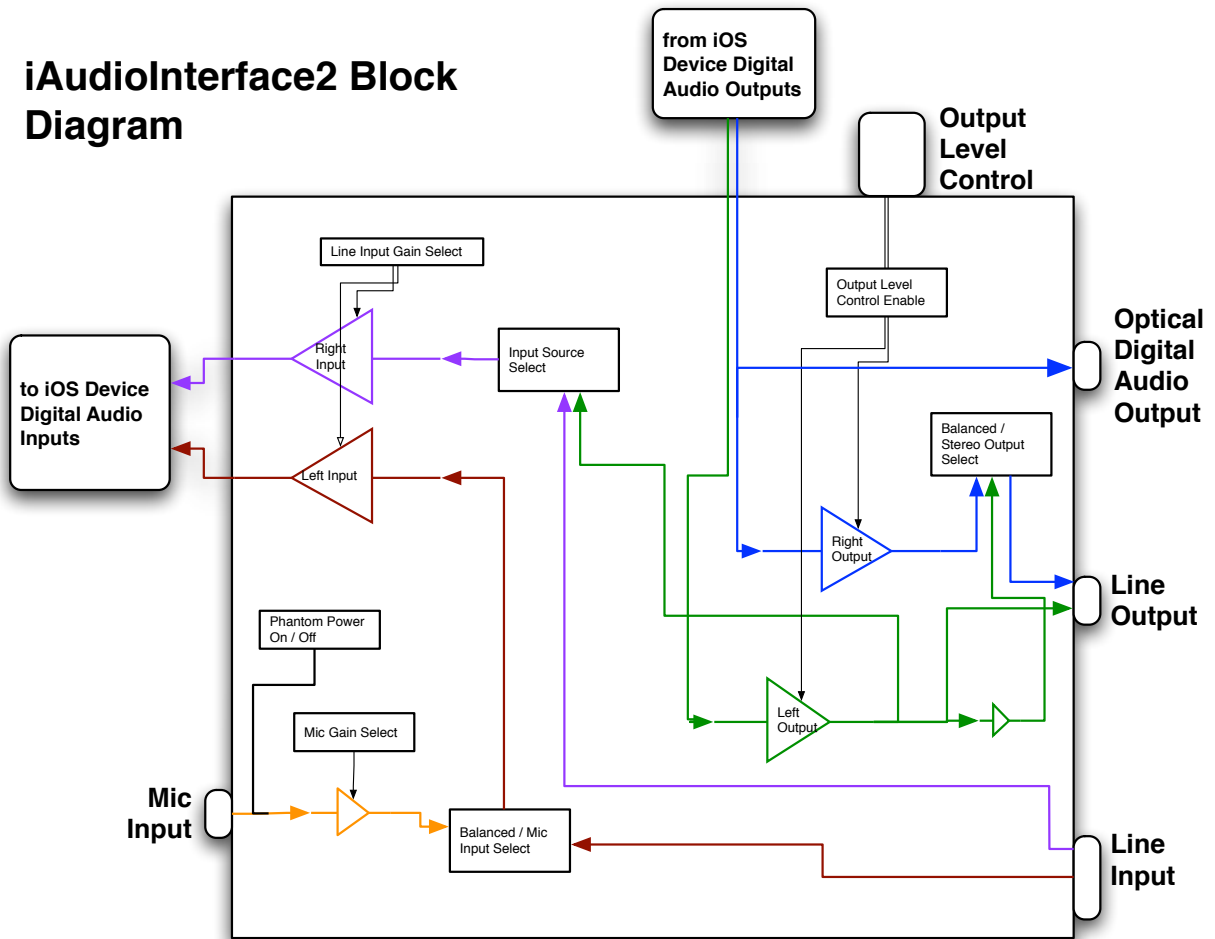 iAudioInterface2 Block
Diagram
from iOS
Device Digital
Audio Outputs
Output
Level
Control
Line Input Gain Select
Output Level
Control Enable
Optical
Digital
Audio
Output
Right
Input
Input Source
Select
to iOS Device
Digital Audio
Inputs
Balanced /
Stereo Output
Select
Left Input
Right
Output
Line
Output
Phantom Power
On / Off
Left
Output
Mic Gain Select
Mic
Input
Balanced / Mic
Input Select
Line
Input